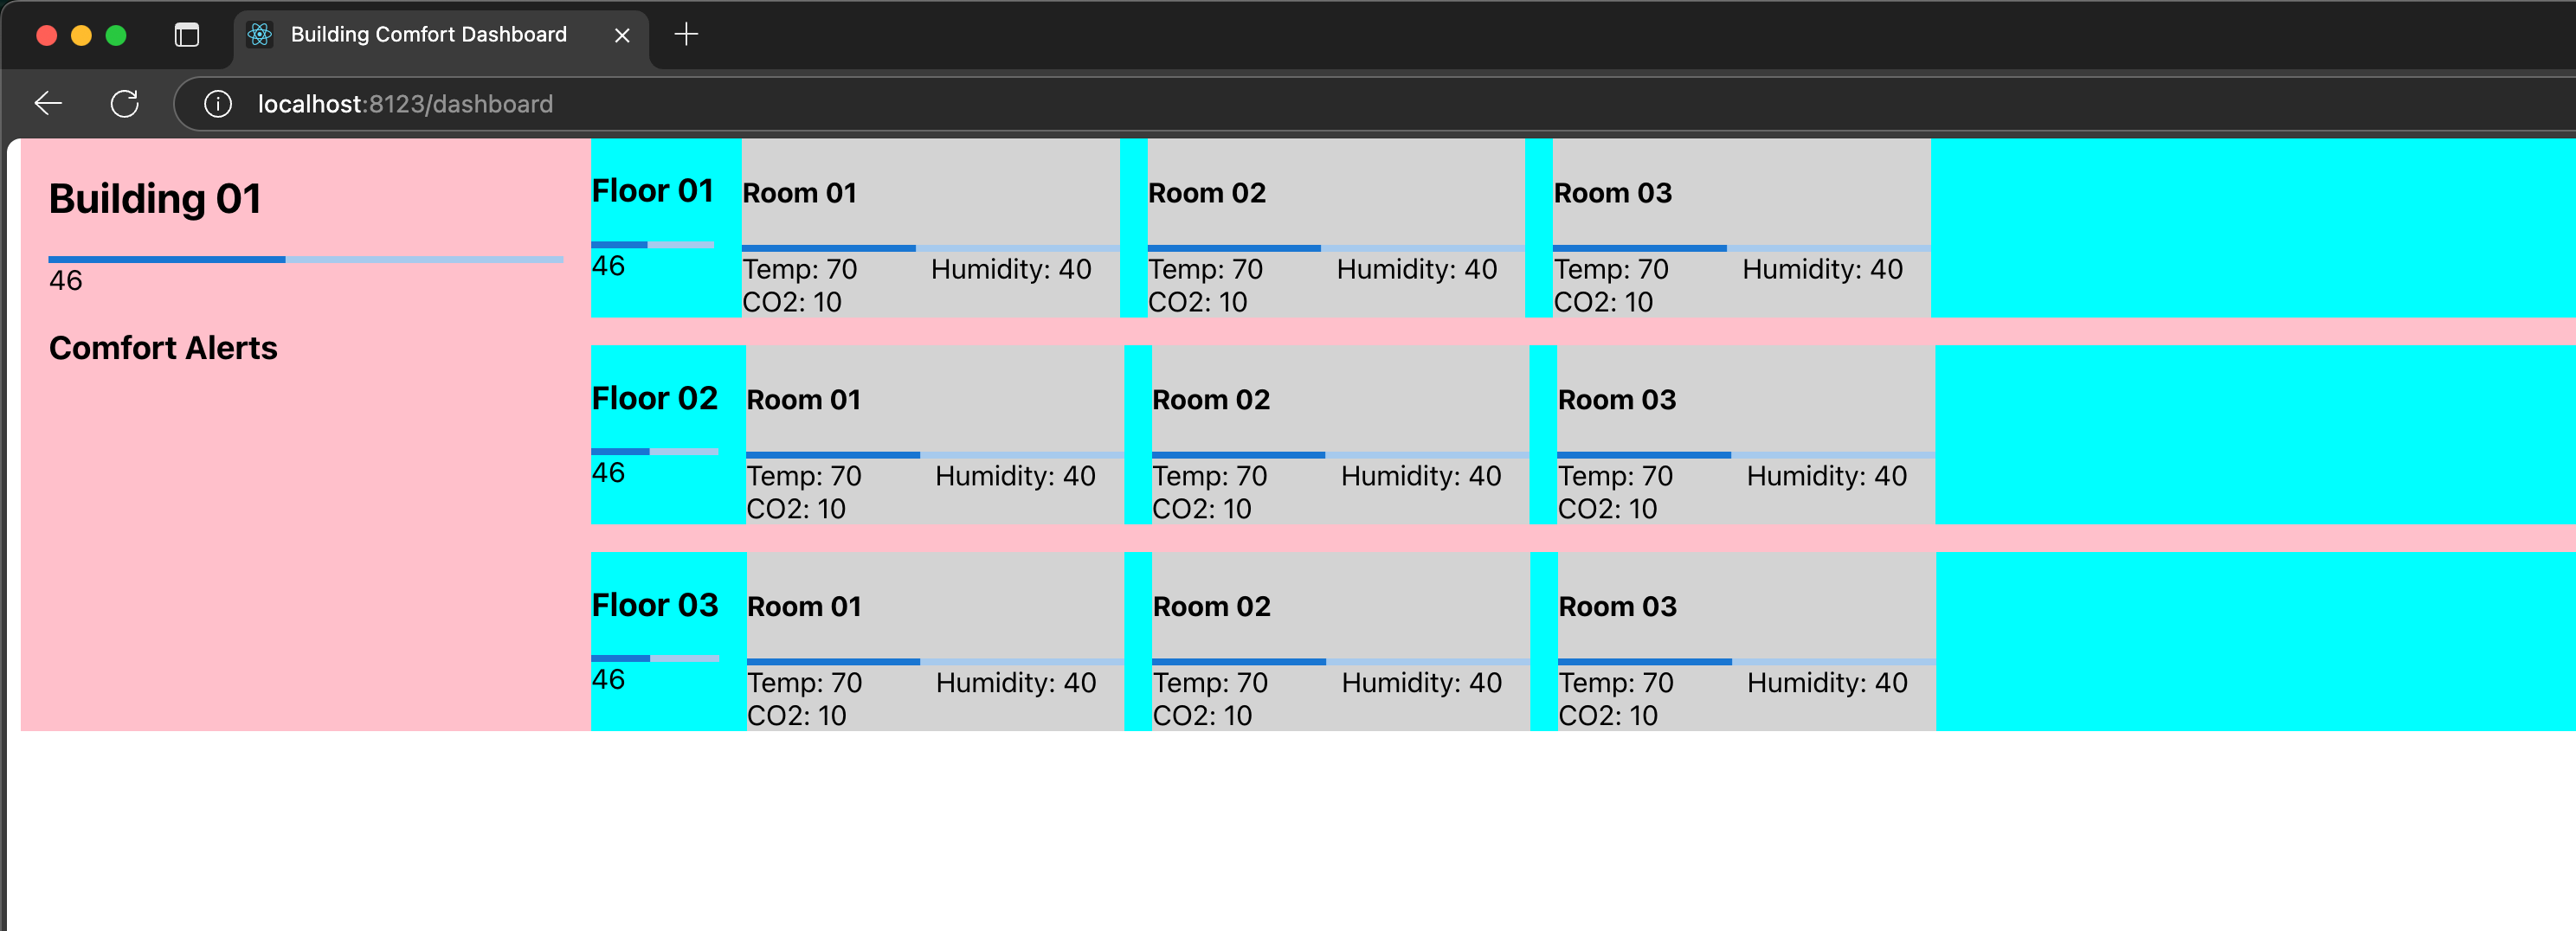 Building Comfort Dashboard
localhost:8123/dashboard
Building 01
46
Comfort Alerts
Floor 01
46
Room 01
Temp: 70 Humidity: 40
CO2: 10
Room 02
Temp: 70 Humidity: 40
CO2: 10
Room 03
Temp: 70 Humidity: 40
CO2: 10
Floor 02
46
Room 01
Temp: 70 Humidity: 40
CO2: 10
Room 02
Temp: 70 Humidity: 40
CO2: 10
Room 03
Temp: 70 Humidity: 40
CO2: 10
Floor 03
46
Room 01
Temp: 70 Humidity: 40
CO2: 10
Room 02
Temp: 70 Humidity: 40
CO2: 10
Room 03
Temp: 70 Humidity: 40
CO2: 10